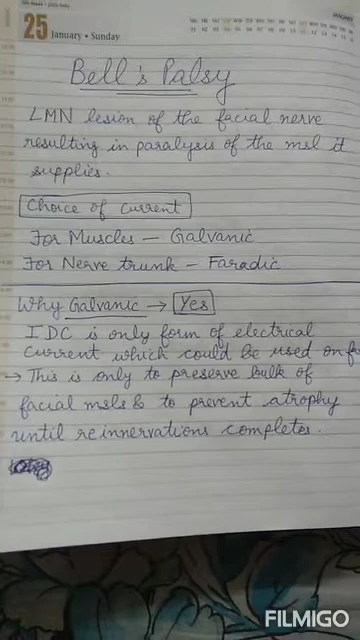 25 January • Sunday
JANUARY
Bell's Palsy
LMN lesion of the facial nerve
resulting in paralysis of the msl it
supplies.
Choice of current
For Muscles — Galvanic
For Nerve trunk - Faradic
Why Galvanic → Yes
IDC is only form of electrical
current which could be used on
→ This is only to preserve bulk of
facial msls & to prevent atrophy
until reinnervations completes.
FILMIGO